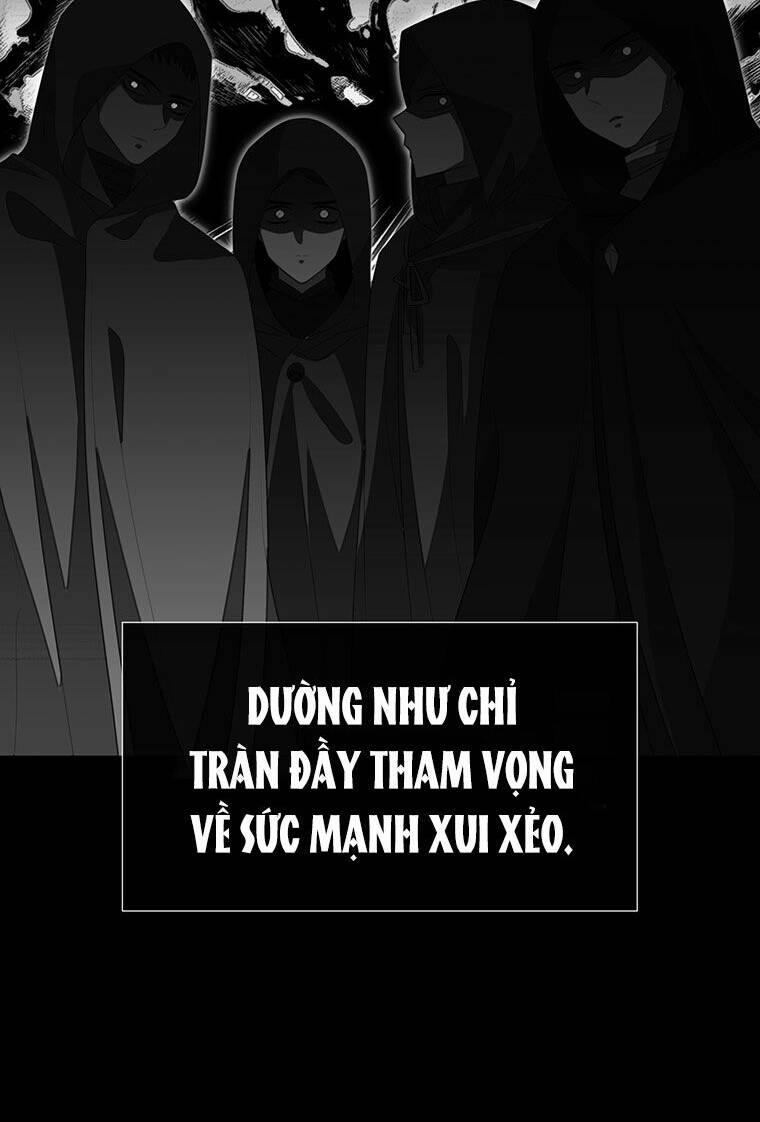 DƯỜNG NHƯ CHỈ
TRÀN ĐẦY THAM VỌNG
VỀ SỨC MẠNH XUI XẺO.